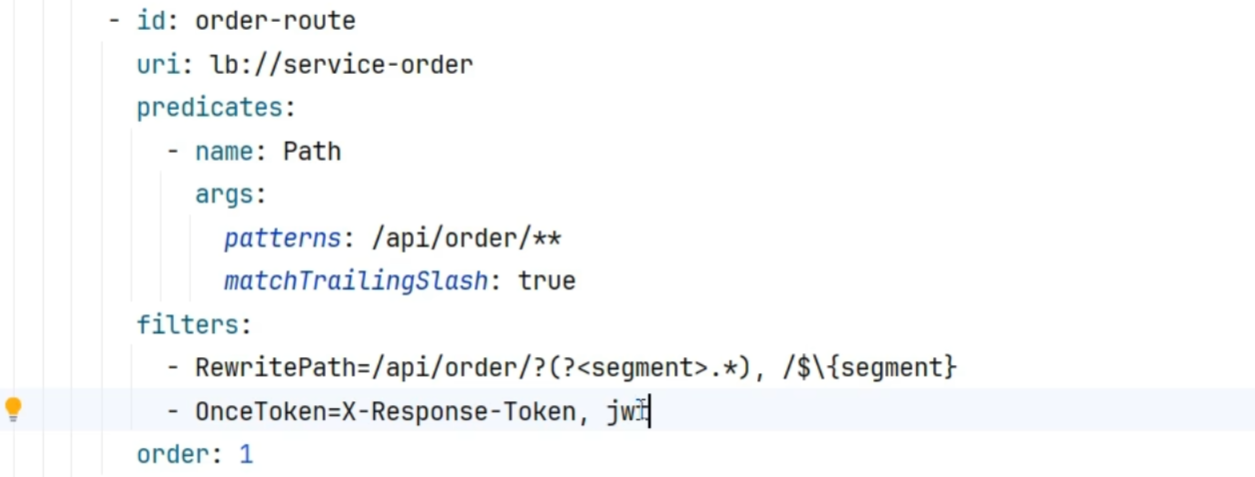 - id: order-route
uri: lb://service-order
predicates:
- name: Path
args:
patterns: /api/order/**
matchTrailingSlash: true
filters:
- RewritePath=/api/order/?(?<segment>.*), /$\{segment}
- OnceToken=X-Response-Token,
order: 1